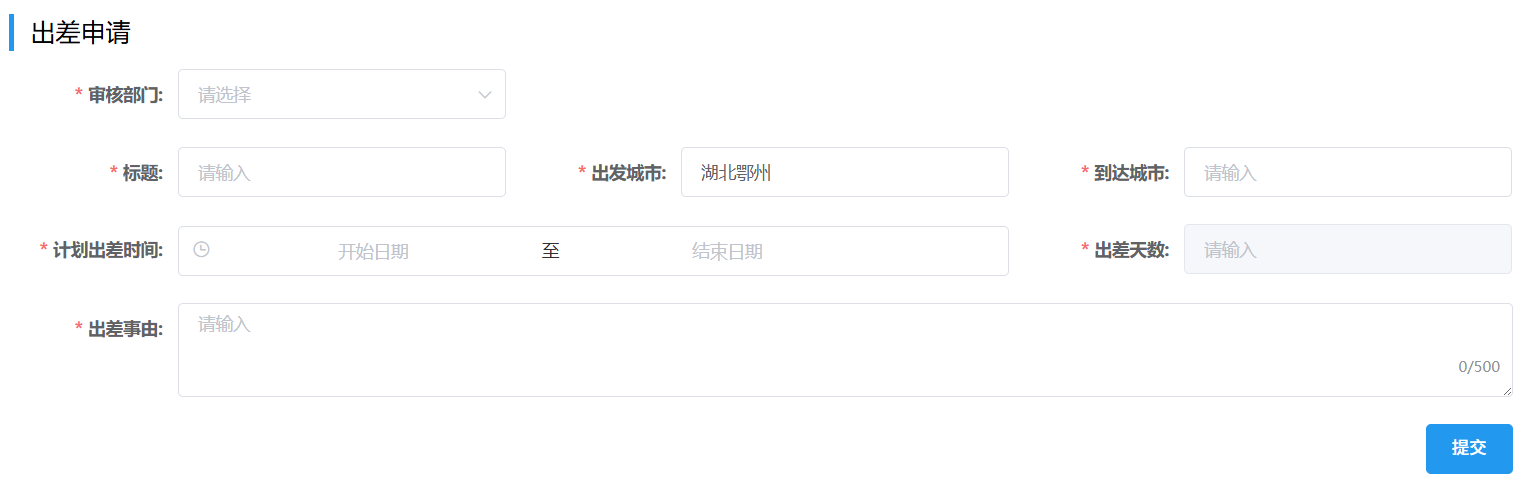 出差申请
* 审核部门: 请选择
* 标题: 请输入 * 出发城市: 湖北鄂州 * 到达城市: 请输入
* 计划出差时间: 开始日期 至 结束日期 * 出差天数: 请输入
* 出差事由: 请输入
0/500
提交